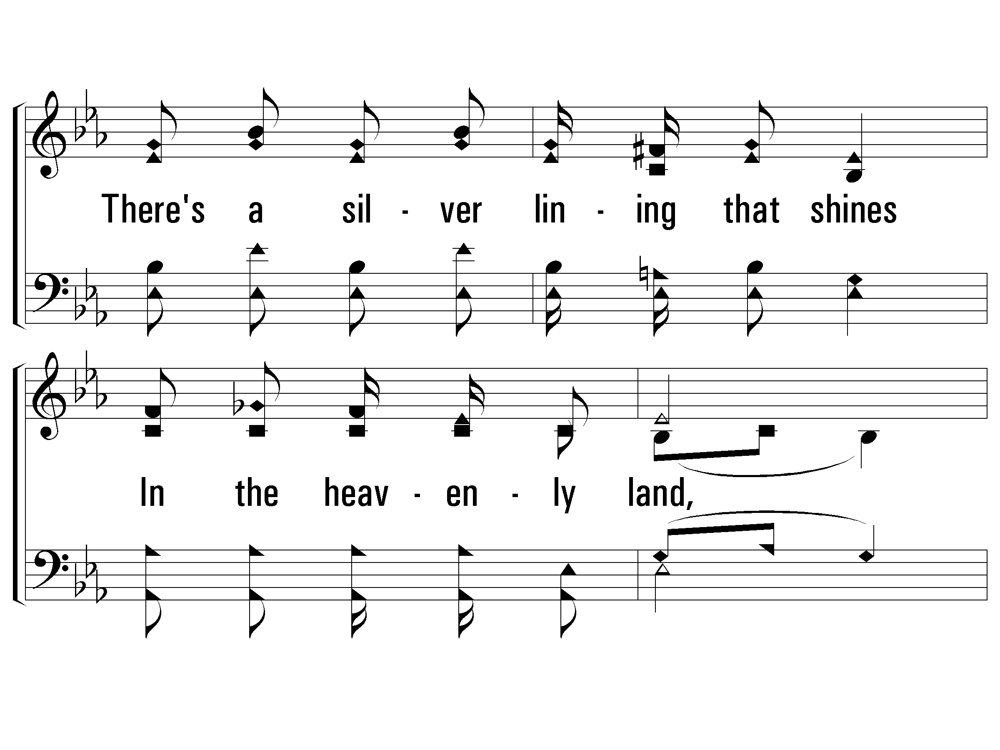 There's a sil - ver lin - ing that shines
In the heav - en - ly land,